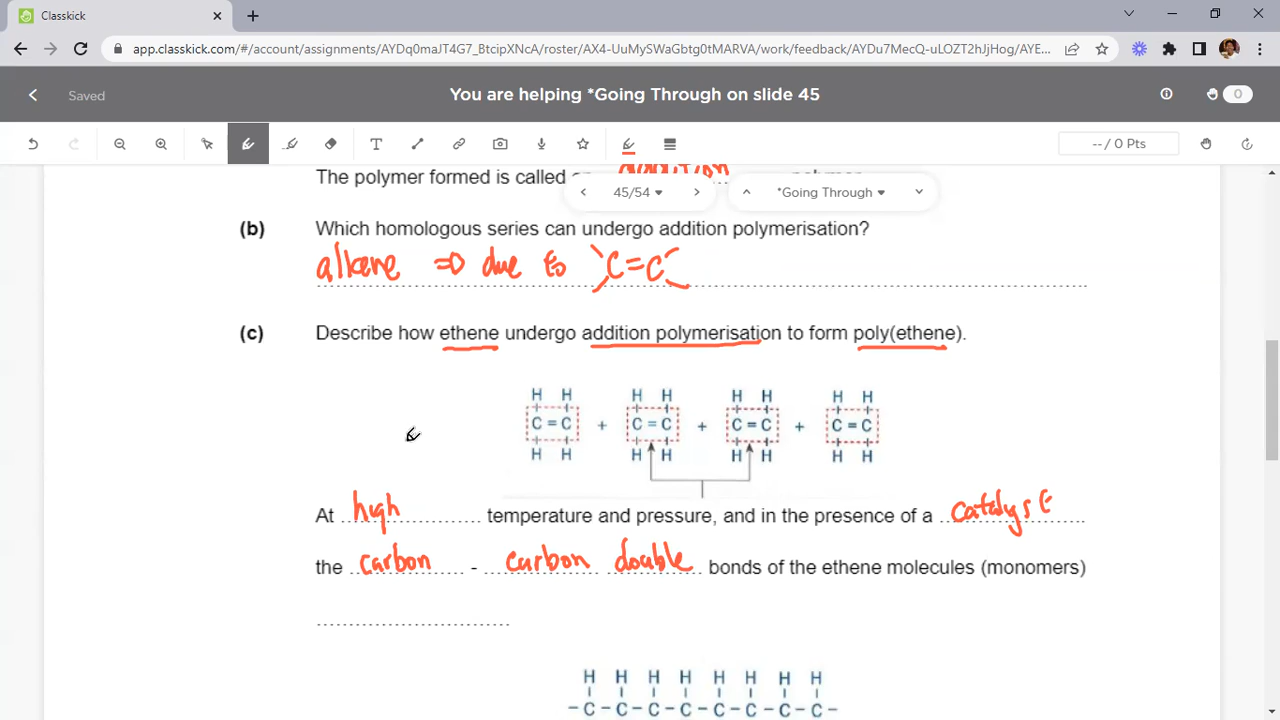 Classkick
app.classkick.com/#/account/assignments/AYDq0maJT4G7_BtcipXNcA/roster/AX4-UuMySWaGbtg0tMARVA/work/feedback/AYDu7MecQ-uLOZT2hJjHog/AYE...
Saved
You are helping *Going Through on slide 45
0
T
-- / 0 Pts
The polymer formed is called an addition polymer.
45/54
*Going Through
(b) Which homologous series can undergo addition polymerisation?
alkene => due to C=C
(c) Describe how ethene undergo addition polymerisation to form poly(ethene).
H H H H H H H H
C = C + C = C + C = C + C = C
H H H H H H H H
At high temperature and pressure, and in the presence of a catalyst
the carbon - carbon double bonds of the ethene molecules (monomers)
H H H H H H H H
– C – C – C – C – C – C – C – C –